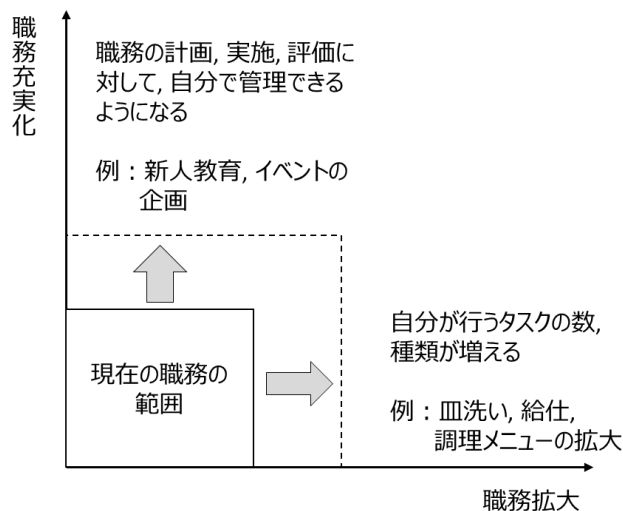 職務充実化
職務の計画, 実施, 評価に
対して, 自分で管理できる
ようになる
例：新人教育, イベントの
企画
現在の職務の
範囲
自分が行うタスクの数,
種類が増える
例：皿洗い, 給仕,
調理メニューの拡大
職務拡大